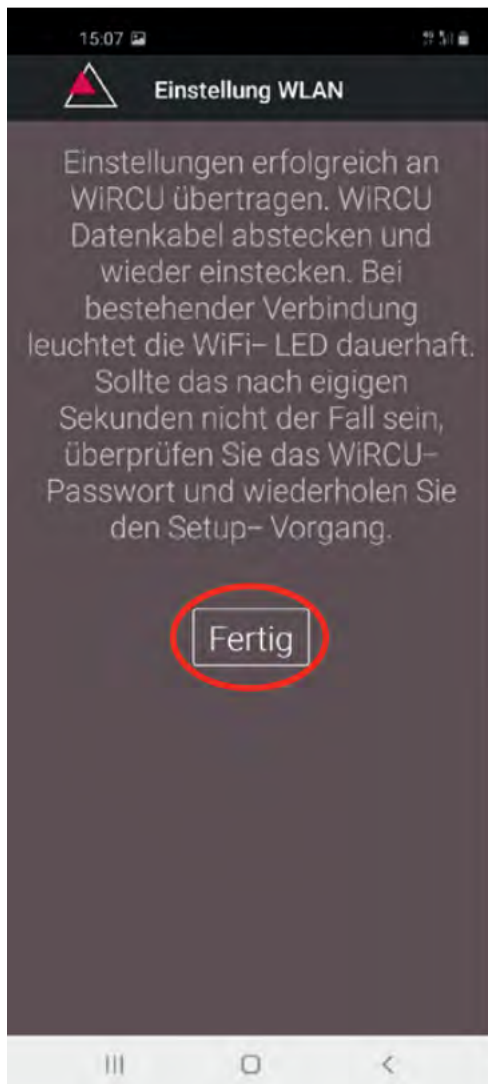 15:07
Einstellung WLAN
Einstellungen erfolgreich an
WiRCU übertragen. WiRCU
Datenkabel abstecken und
wieder einstecken. Bei
bestehender Verbindung
leuchtet die WiFi– LED dauerhaft.
Sollte das nach eigigen
Sekunden nicht der Fall sein,
überprüfen Sie das WiRCU–
Passwort und wiederholen Sie
den Setup– Vorgang.
Fertig